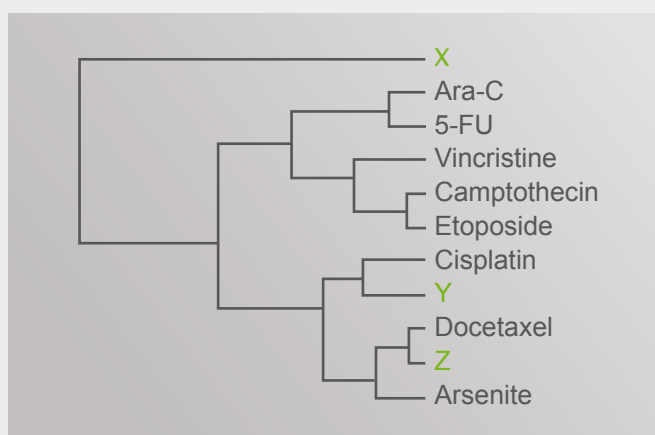 X
Ara-C
5-FU
Vincristine
Camptothecin
Etoposide
Cisplatin
Y
Docetaxel
Z
Arsenite